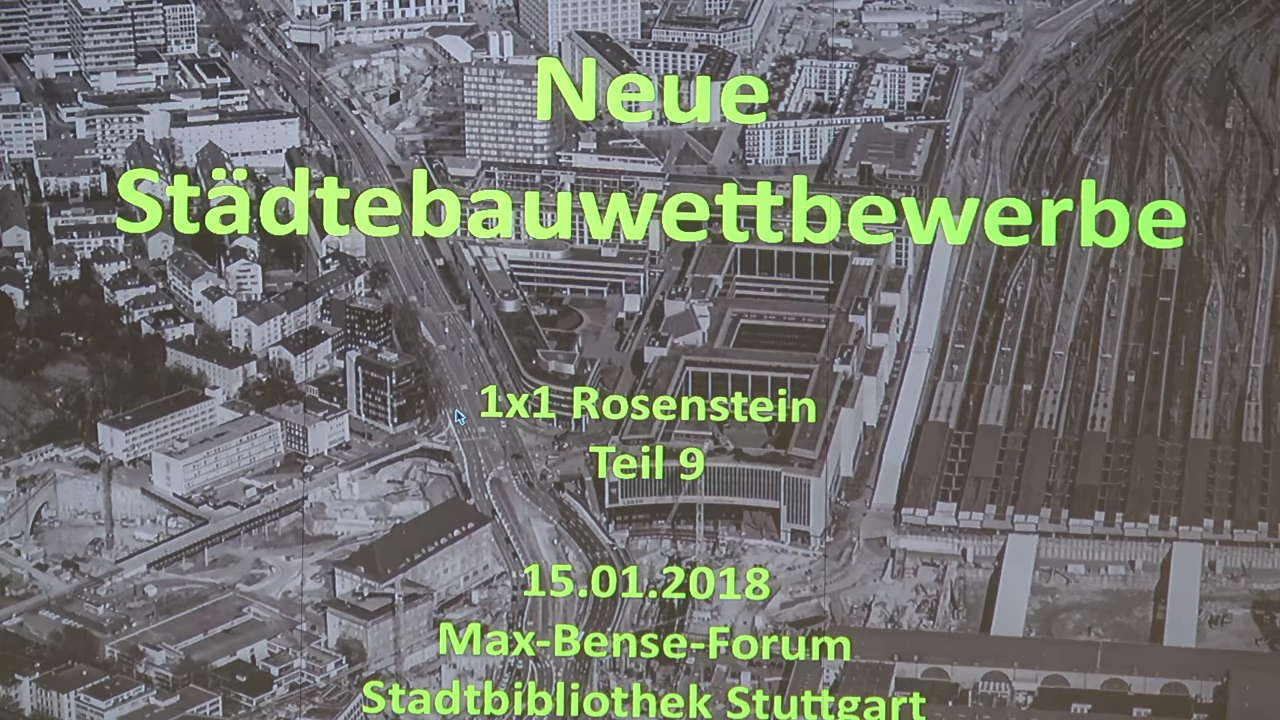 Neue
Städtebauwettbewerbe
1x1 Rosenstein
Teil 9
15.01.2018
Max-Bense-Forum
Stadtbibliothek Stuttgart